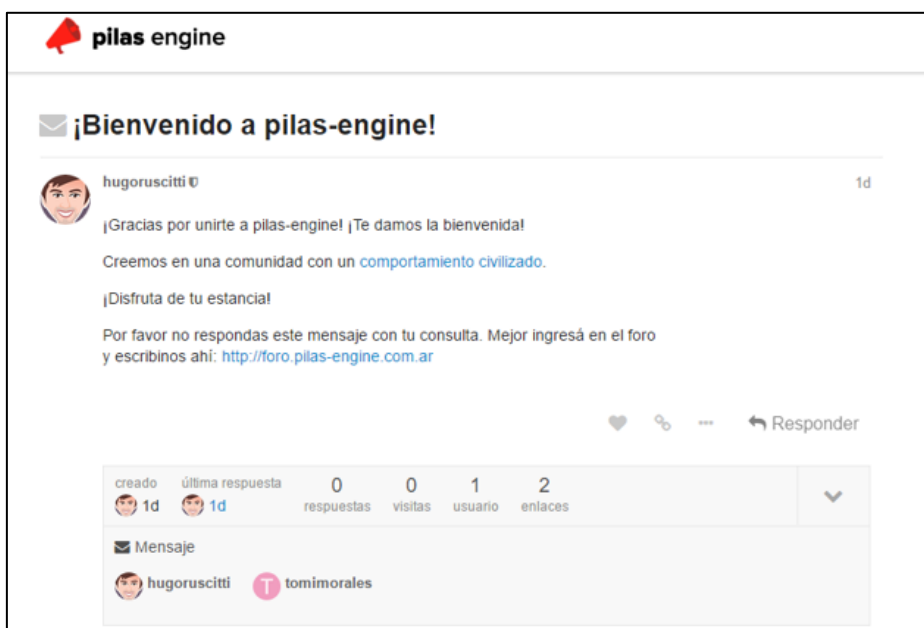 pilas engine
¡Bienvenido a pilas-engine!
hugoruscitti
1d
¡Gracias por unirte a pilas-engine! ¡Te damos la bienvenida!
Creemos en una comunidad con un comportamiento civilizado.
¡Disfruta de tu estancia!
Por favor no respondas este mensaje con tu consulta. Mejor ingresá en el foro
y escribinos ahí: http://foro.pilas-engine.com.ar
Responder
creado última respuesta 0 0 1 2
1d 1d respuestas visitas usuario enlaces
Mensaje
hugoruscitti T tomimorales